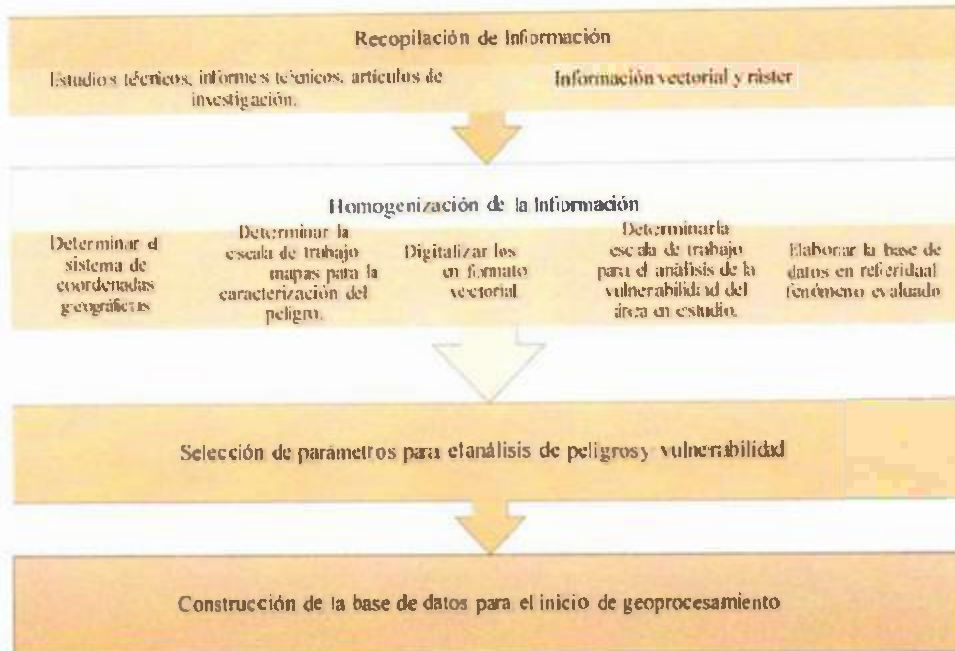 Recopilación de Información
Estudios técnicos, informes técnicos, artículos de
investigación.
Información vectorial y ráster
Homogenización de la Información
Determinar el
sistema de
coordenadas
geográficas
Determinar la
escala de trabajo
mapas para la
caracterización del
peligro.
Digitalizar los
en formato
vectorial
Determinarla
escala de trabajo
para el análisis de la
vulnerabilidad del
área en estudio.
Elaborar la base de
datos en referidaal
fenómeno evaluado
Selección de parámetros para elanálisis de peligrosy vulnerabilidad
Construcción de la base de datos para el inicio de geoprocesamiento